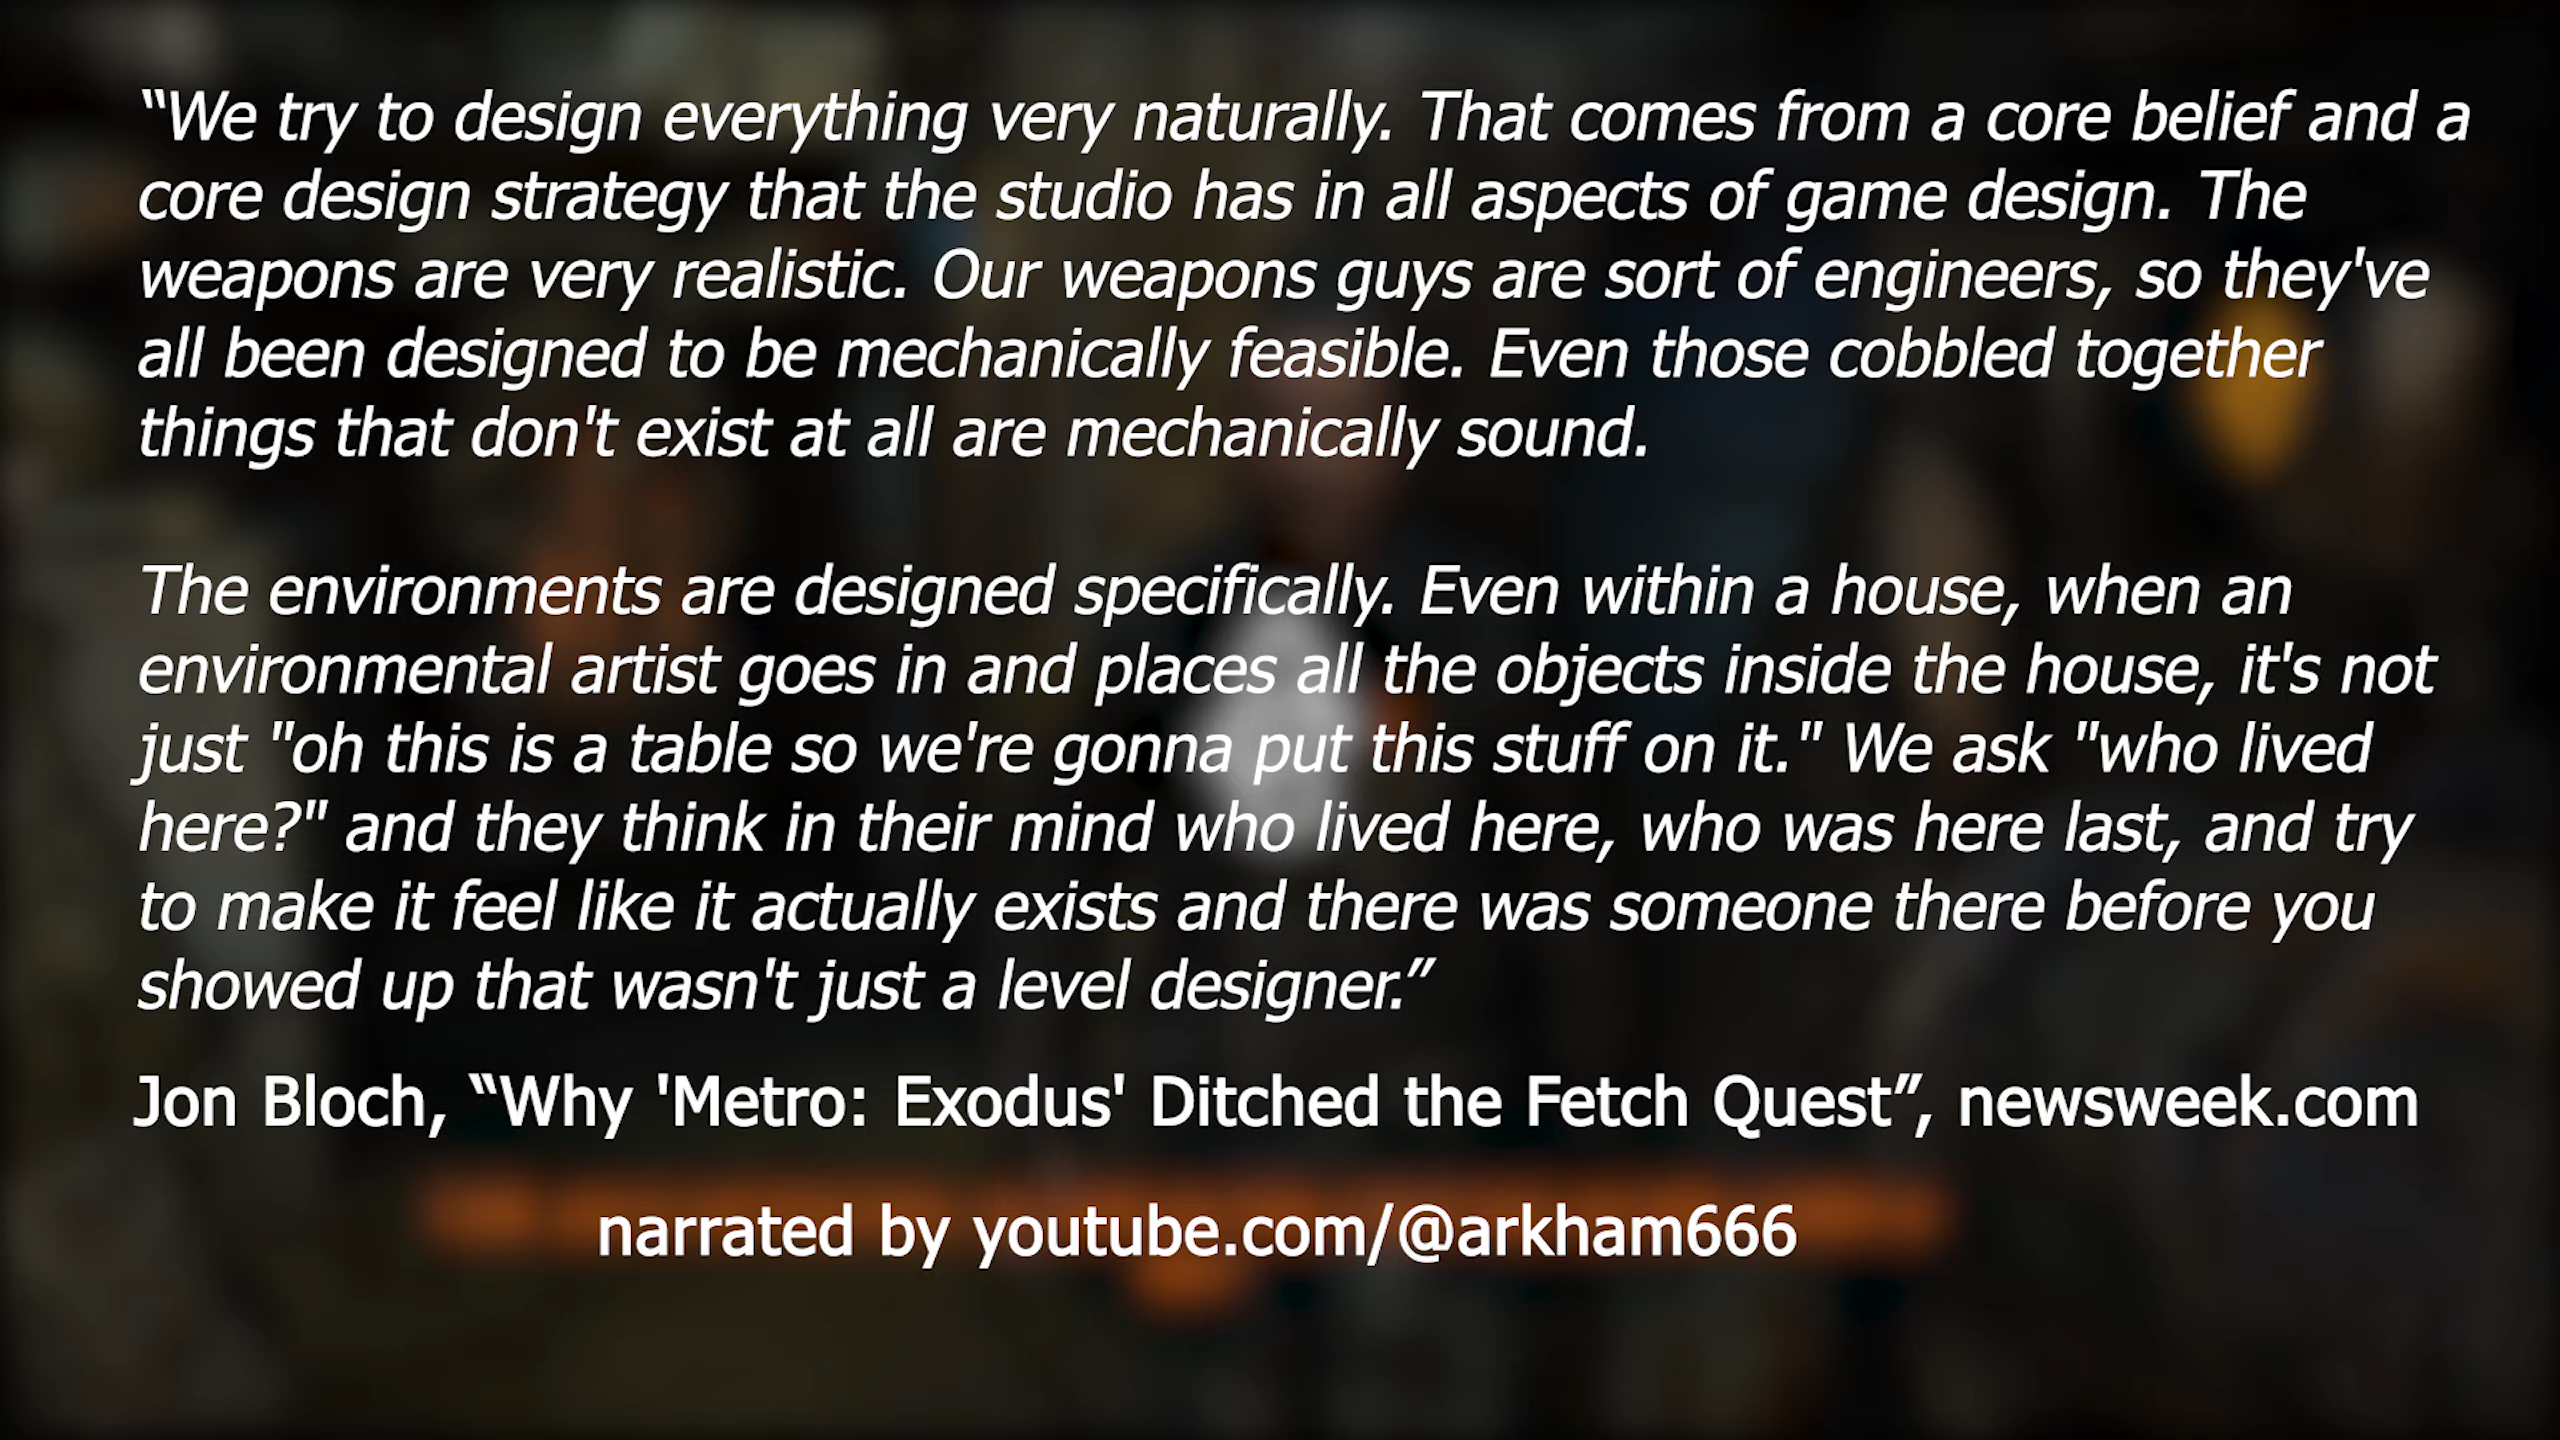 “We try to design everything very naturally. That comes from a core belief and a
core design strategy that the studio has in all aspects of game design. The
weapons are very realistic. Our weapons guys are sort of engineers, so they've
all been designed to be mechanically feasible. Even those cobbled together
things that don't exist at all are mechanically sound.
The environments are designed specifically. Even within a house, when an
environmental artist goes in and places all the objects inside the house, it's not
just "oh this is a table so we're gonna put this stuff on it." We ask "who lived
here?" and they think in their mind who lived here, who was here last, and try
to make it feel like it actually exists and there was someone there before you
showed up that wasn't just a level designer.”
Jon Bloch, “Why 'Metro: Exodus' Ditched the Fetch Quest”, newsweek.com
narrated by youtube.com/@arkham666